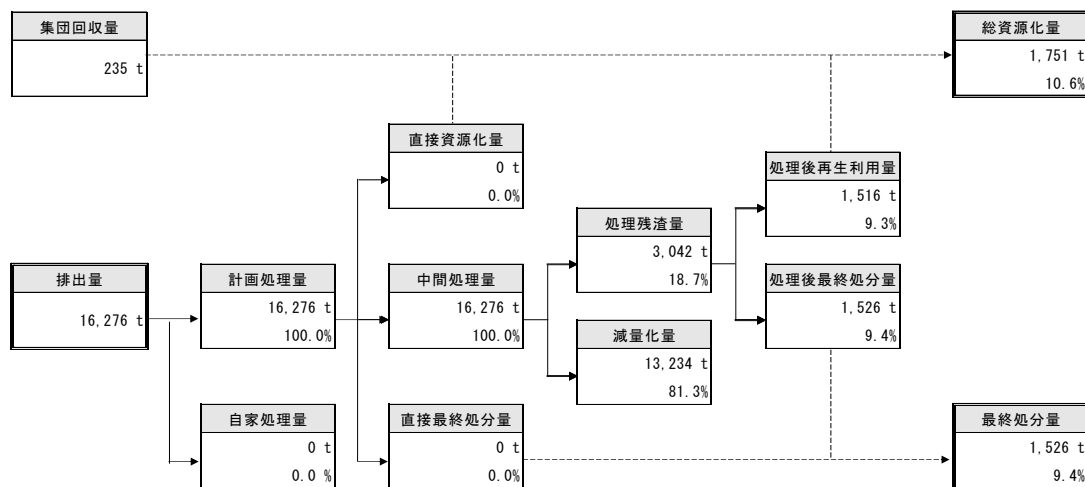 集団回収量
235 t
総資源化量
1,751 t
10.6%
直接資源化量
0 t
0.0%
処理後再生利用量
1,516 t
9.3%
処理残渣量
3,042 t
18.7%
排出量
16,276 t
計画処理量
16,276 t
100.0%
中間処理量
16,276 t
100.0%
処理後最終処分量
1,526 t
9.4%
減量化量
13,234 t
81.3%
自家処理量
0 t
0.0 %
直接最終処分量
0 t
0.0%
最終処分量
1,526 t
9.4%